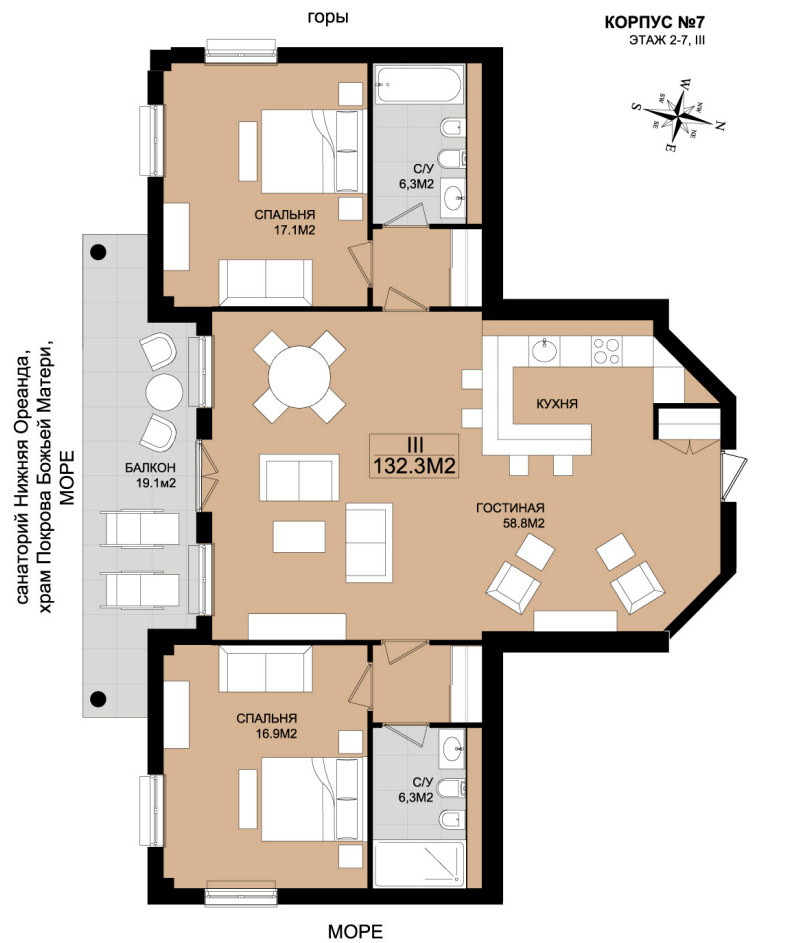 горы
КОРПУС №7
ЭТАЖ 2-7, III
W
NW
N
NE
E
SE
S
SW
С/У
6,3М2
СПАЛЬНЯ
17.1М2
санаторий Нижняя Ореанда,
храм Покрова Божьей Матери,
МОРЕ
КУХНЯ
III
132.3М2
БАЛКОН
19.1м2
ГОСТИНАЯ
58.8М2
СПАЛЬНЯ
16.9М2
С/У
6,3М2
МОРЕ